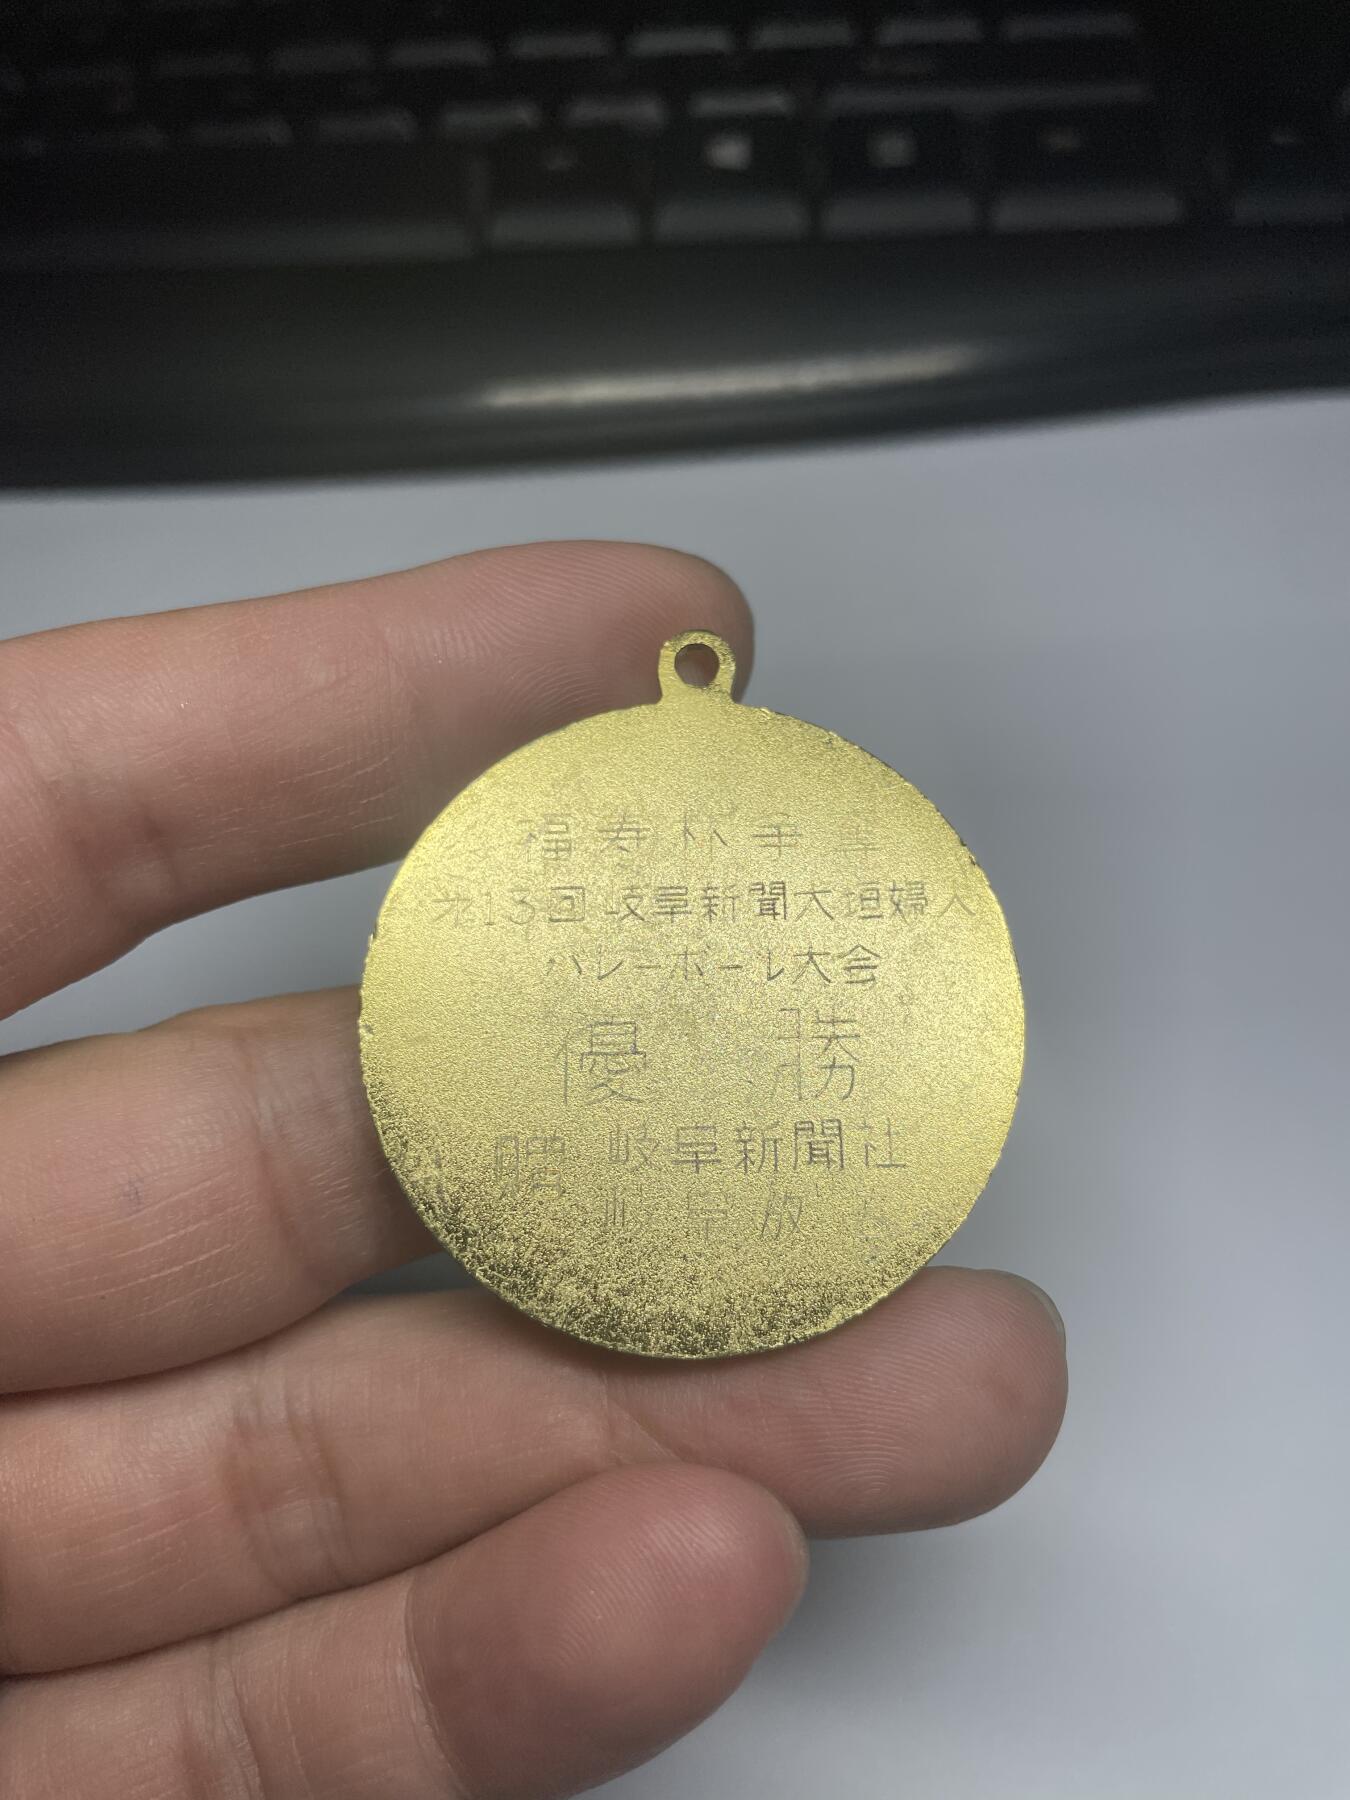 福寿杯争奪
第13回岐阜新聞大垣婦人
バレーボール大会
優 勝
贈 岐阜新聞社
岐阜放送